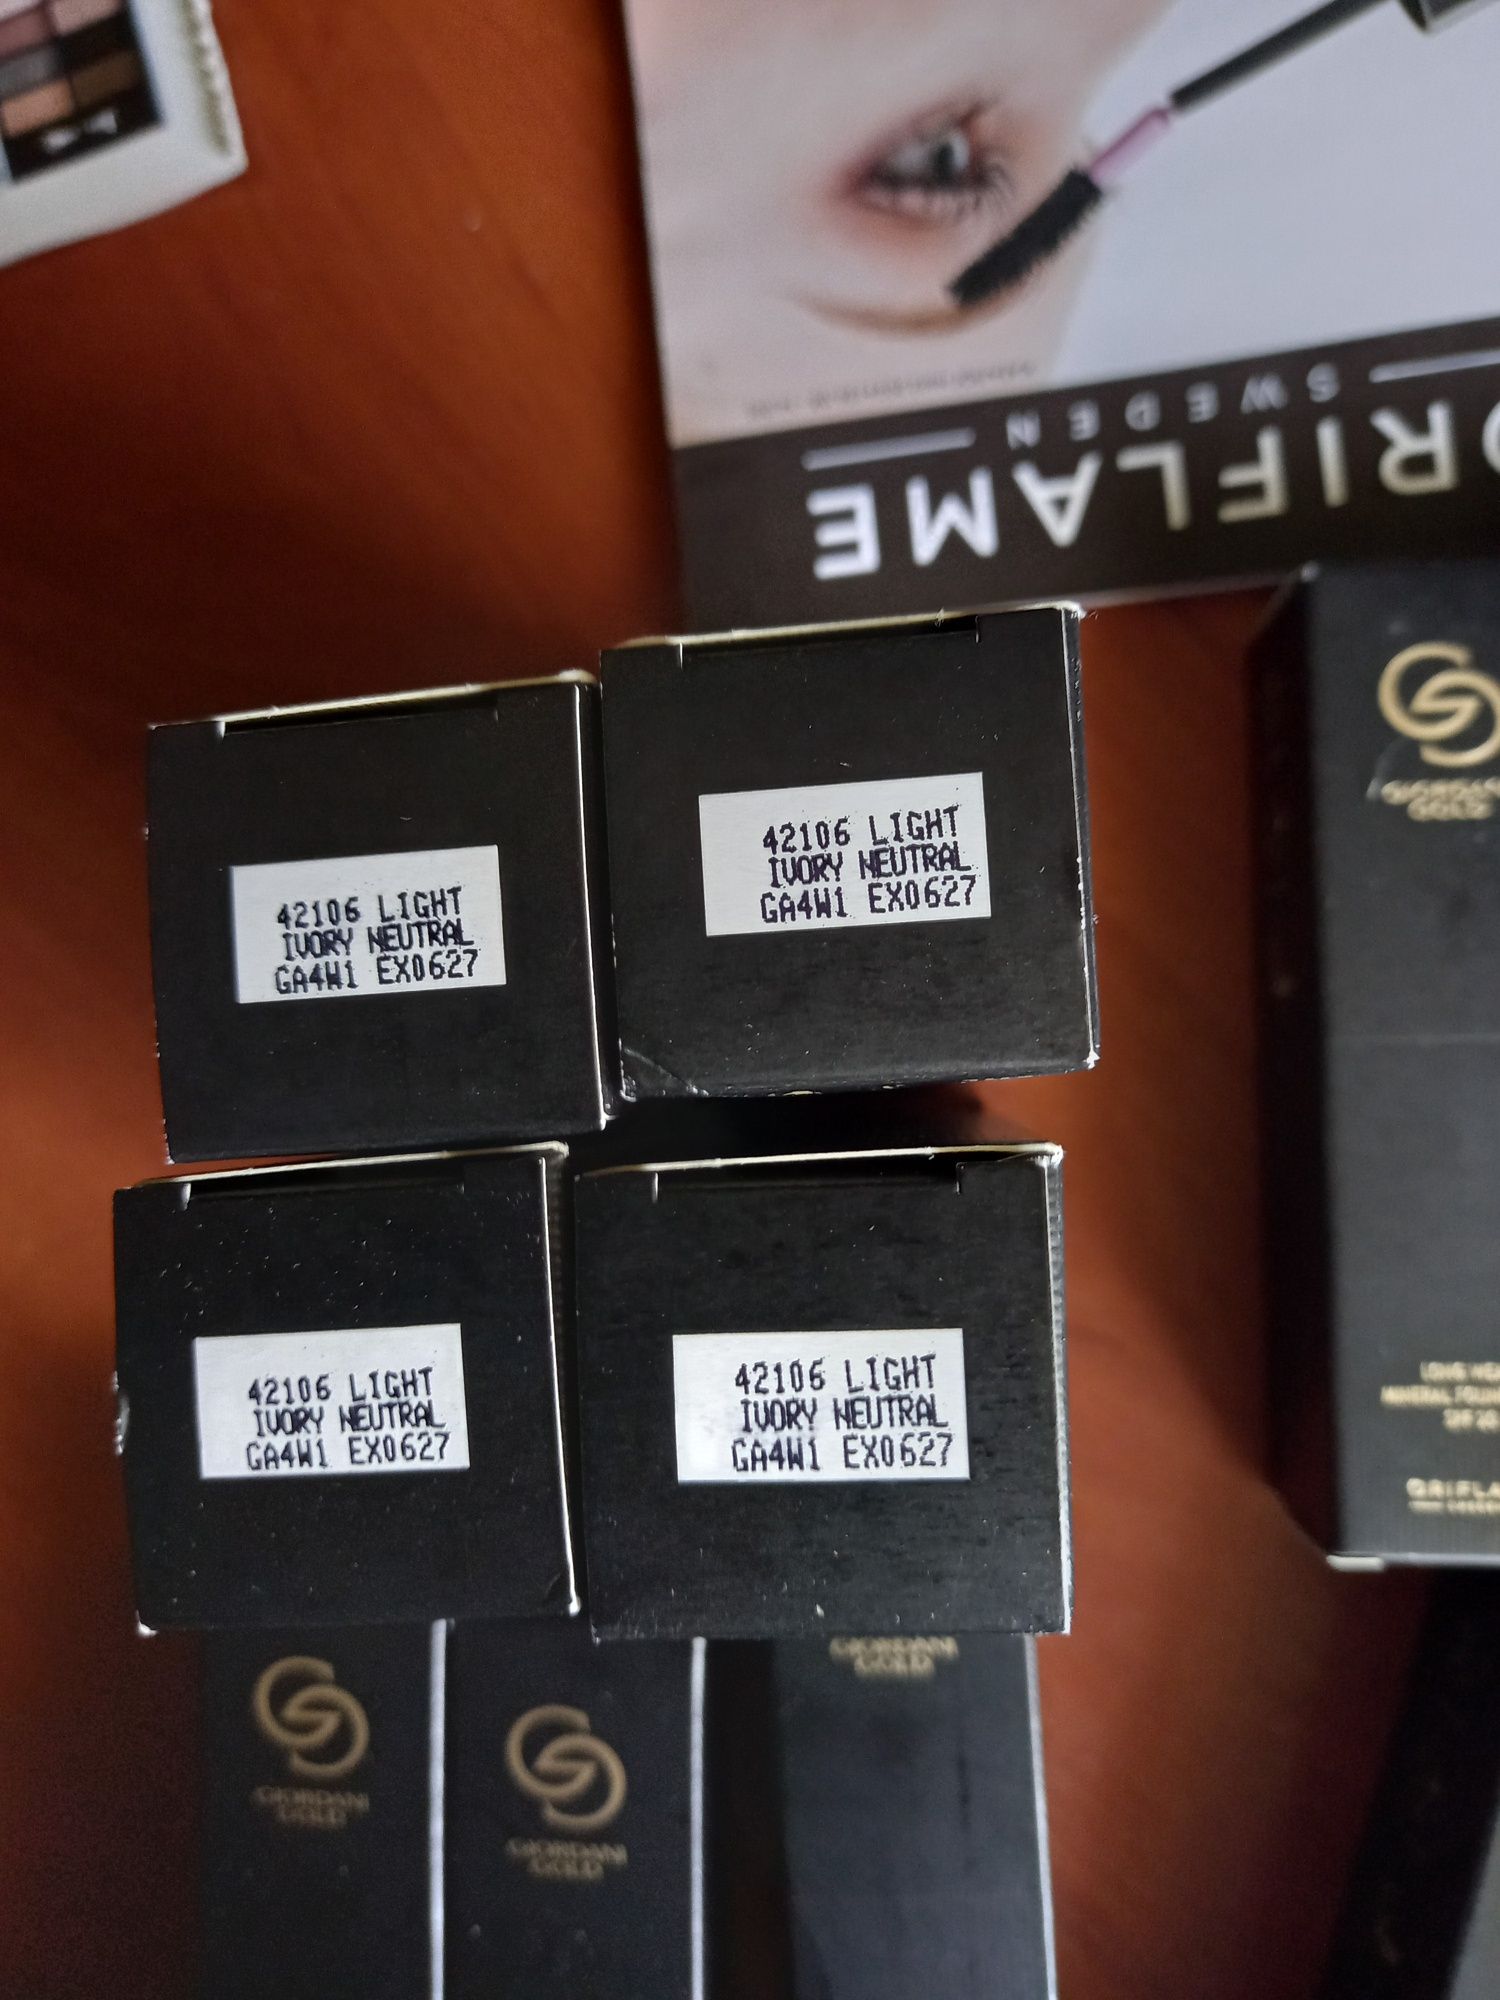 SWEDEN
ORIFLAME
42106 LIGHT
IVORY NEUTRAL
GA4W1 EX0627
42106 LIGHT
IVORY NEUTRAL
GA4W1 EX0627
GIORDANI
GOLD
42106 LIGHT
IVORY NEUTRAL
GA4W1 EX0627
42106 LIGHT
IVORY NEUTRAL
GA4W1 EX0627
GIORDANI
GOLD
GIORDANI
GOLD
GIORDANI
GOLD